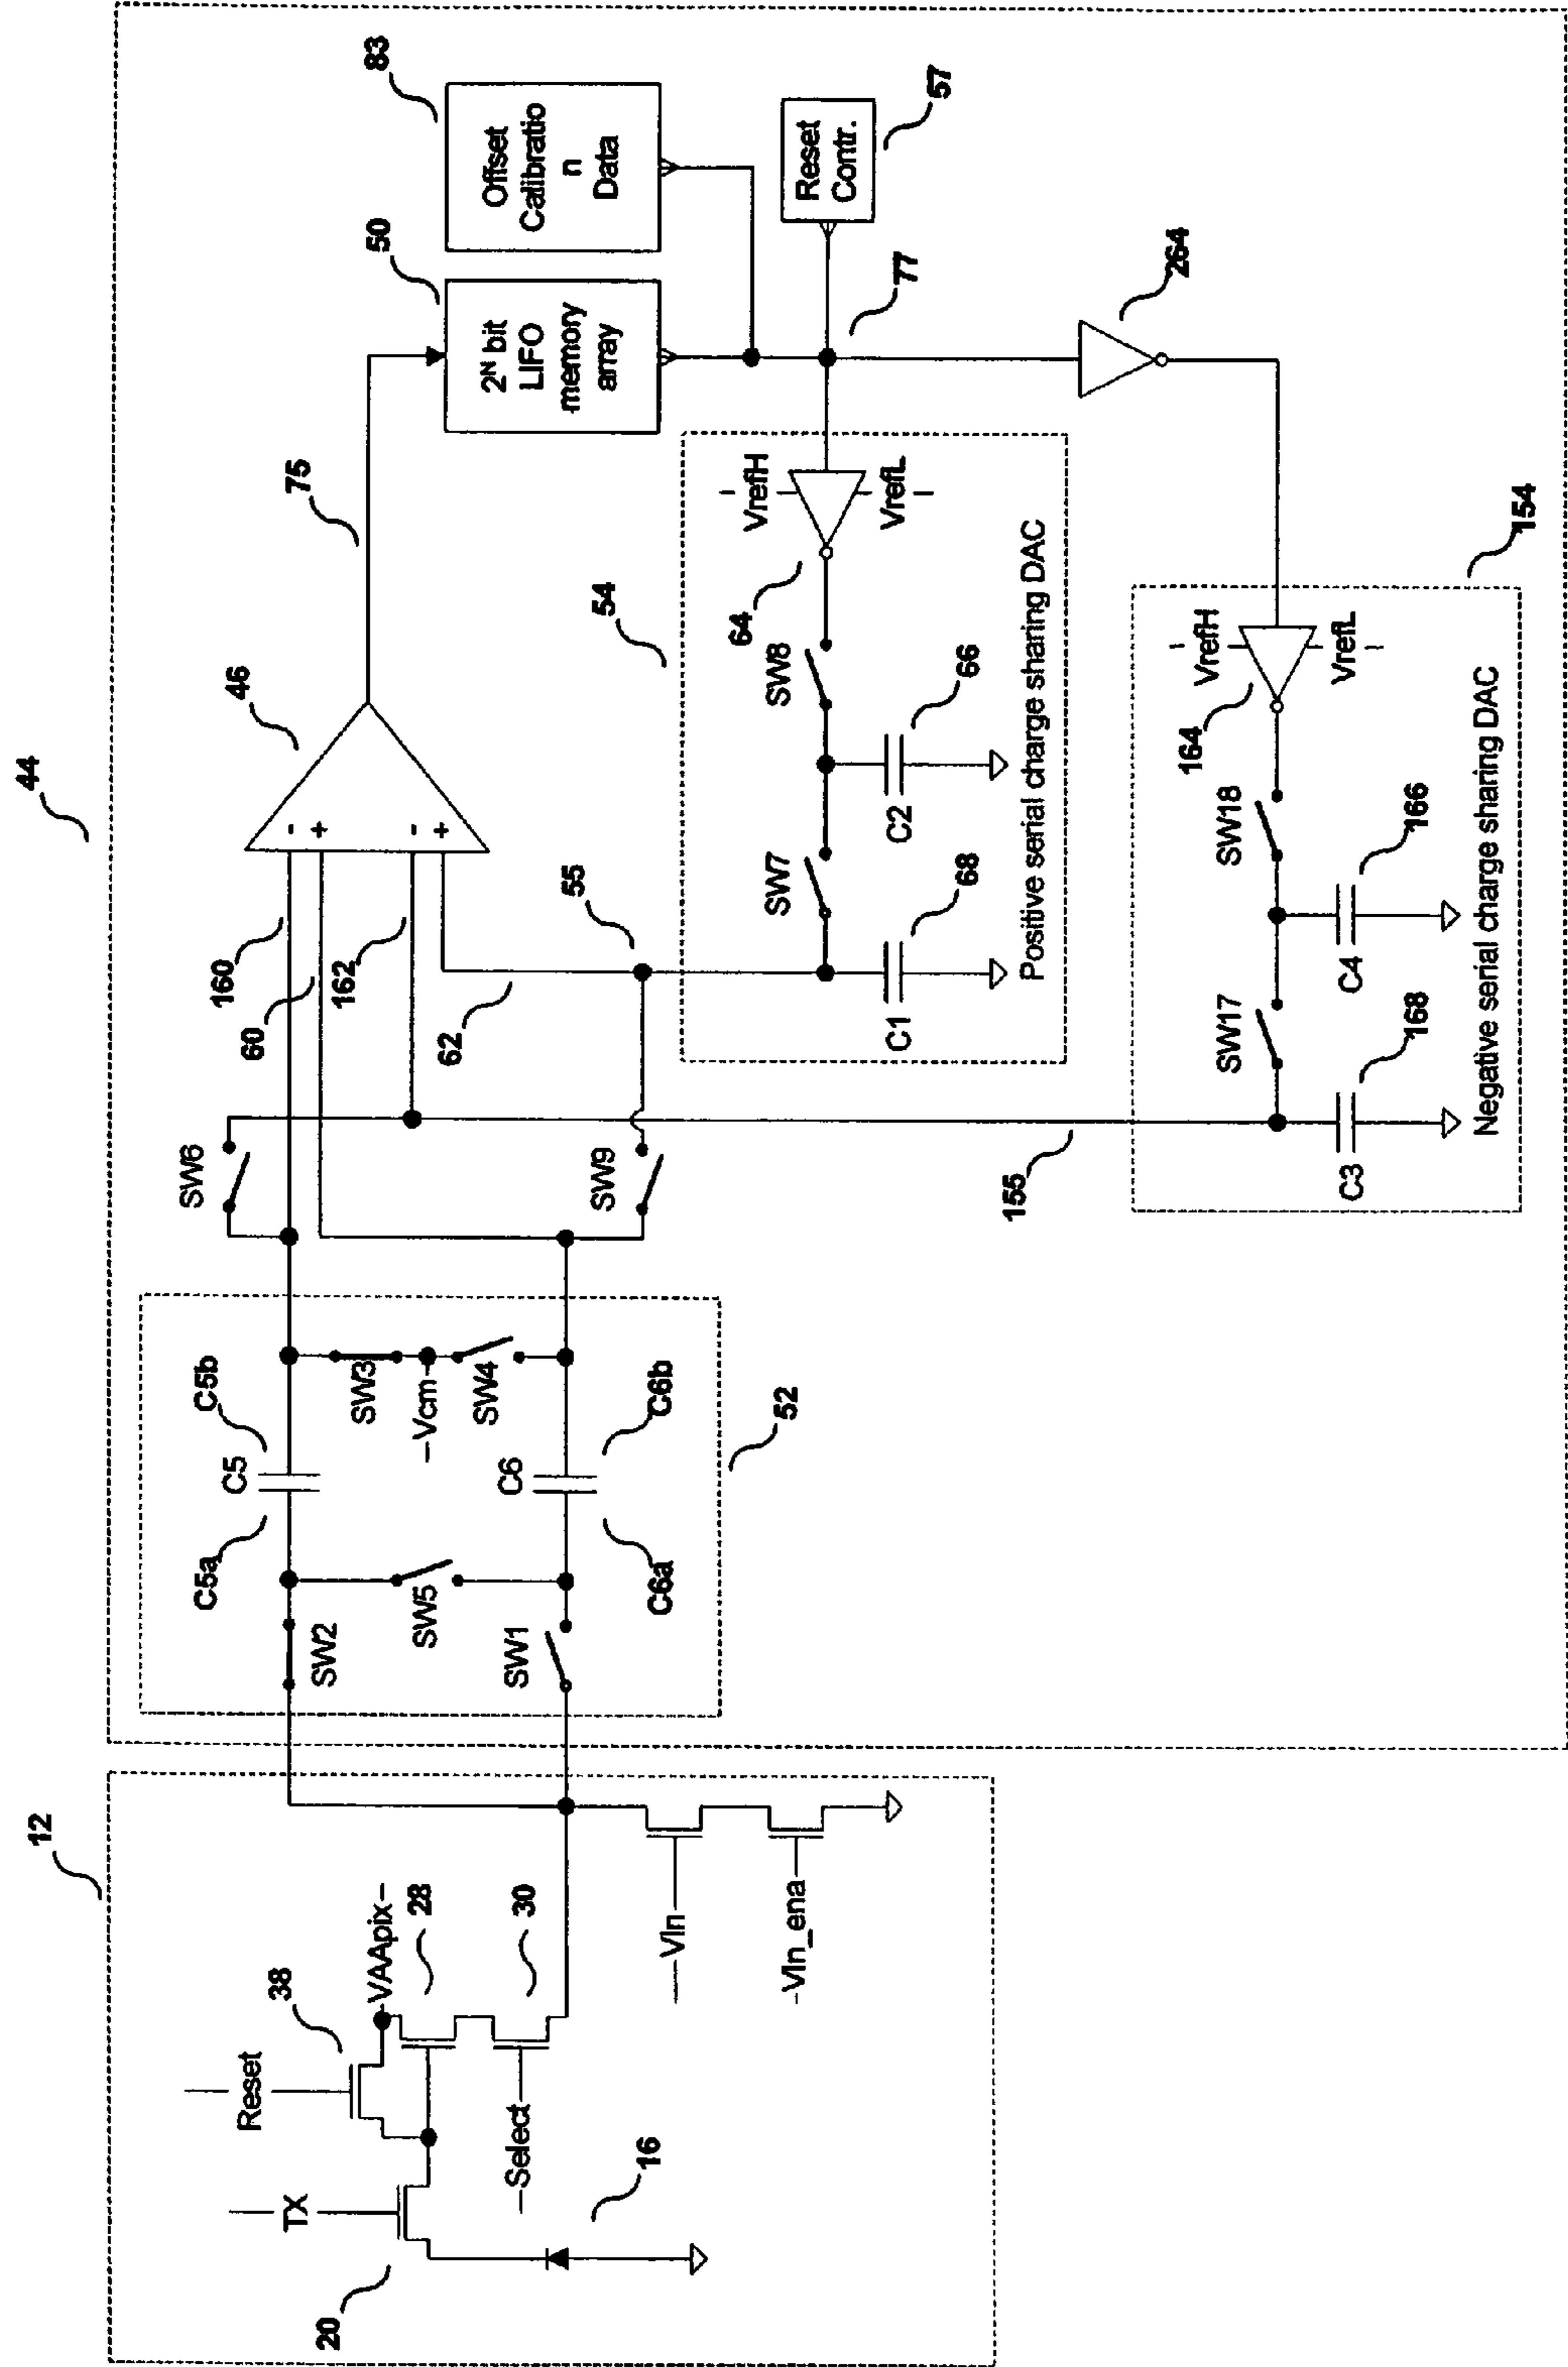 12
44
Reset
38
TX
20
VAApix
28
30
Select
16
Vln
Vln_ena
SW2
SW5
SW1
C5a
C5
C5b
C6a
C6
C6b
SW3
Vcm
SW4
52
SW6
SW9
160
60
162
62
55
155
46
75
50
83
2N bit
LIFO
memory
array
Offset
Calibratio
n
Data
Reset
Contr.
57
77
264
54
VrefH
VrefL
64
SW8
SW7
66
68
C2
C1
Positive serial charge sharing DAC
154
VrefH
VrefL
164
SW18
SW17
166
168
C4
C3
Negative serial charge sharing DAC